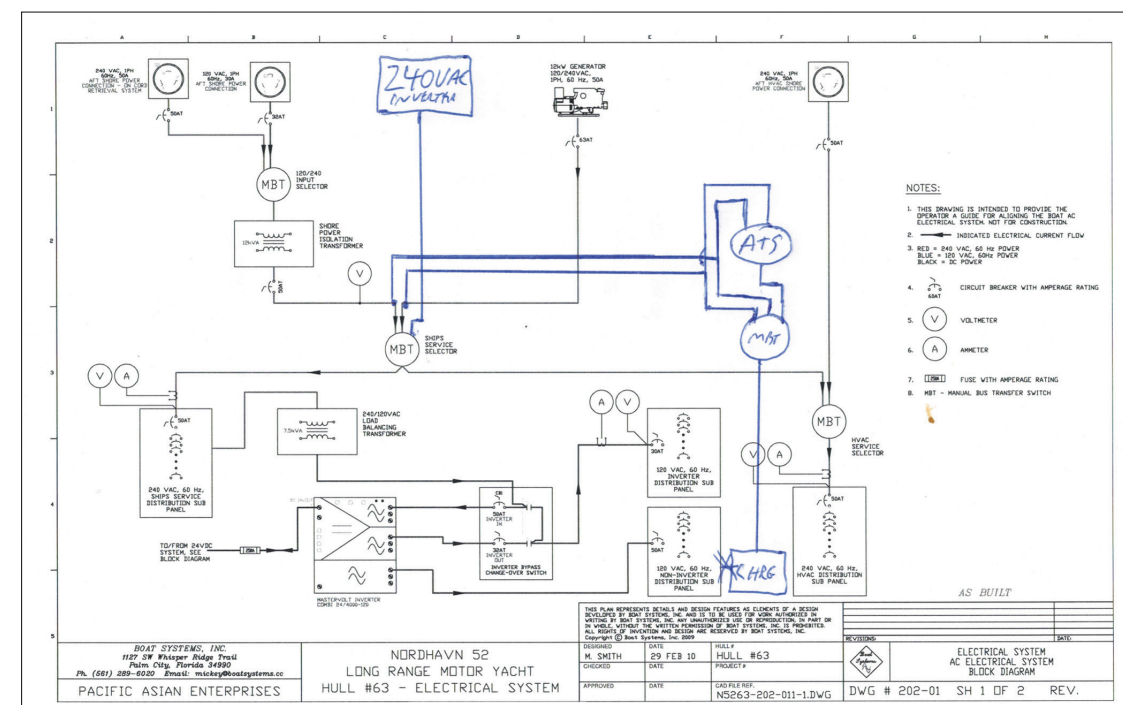 A B C D E F G H
1
2
3
4
5
240 VAC, 1PH
60Hz, 50A
AFT SHORE POWER
CONNECTION - ON CORD
RETRIEVAL SYSTEM
120 VAC, 1PH
60Hz, 30A
AFT SHORE POWER
CONNECTION
240VAC
INVERTER
12kW GENERATOR
120/240VAC,
1PH, 60 Hz, 50A
240 VAC, 1PH
60Hz, 50A
AFT HVAC SHORE
POWER CONNECTION
50AT
32AT
63AT
50AT
MBT
120/240
INPUT
SELECTOR
SHORE
POWER
ISOLATION
TRANSFORMER
50AT
V
ATS
MBT
MBT
SHIPS
SERVICE
SELECTOR
NOTES:
1. THIS DRAWING IS INTENDED TO PROVIDE THE
OPERATOR A GUIDE FOR ALIGNING THE BOAT AC
ELECTRICAL SYSTEM. NOT FOR CONSTRUCTION.
2. INDICATED ELECTRICAL CURRENT FLOW
3. RED = 240 VAC, 60 Hz POWER
BLUE = 120 VAC, 60Hz POWER
BLACK = DC POWER
4. CIRCUIT BREAKER WITH AMPERAGE RATING
60AT
5. V VOLTMETER
6. A AMMETER
7. FUSE WITH AMPERAGE RATING
8. MBT - MANUAL BUS TRANSFER SWITCH
V A
50AT
240 VAC, 60 Hz,
SHIPS SERVICE
DISTRIBUTION SUB
PANEL
7.5kVA
240/120VAC
LOAD
BALANCING
TRANSFORMER
A V
30AT
120 VAC, 60 Hz,
INVERTER
DISTRIBUTION SUB
PANEL
MBT
HVAC
SERVICE
SELECTOR
V A
50AT
240 VAC, 60 Hz,
HVAC DISTRIBUTION
SUB PANEL
50AT
INVERTER
IN
32AT
INVERTER
OUT
INVERTER BYPASS
CHANGE-OVER SWITCH
50AT
120 VAC, 60 Hz,
NON-INVERTER
DISTRIBUTION SUB
PANEL
TO/FROM 24VDC
SYSTEM, SEE
BLOCK DIAGRAM
MASTERVOLT INVERTER
COMBI 24/4000-120
AS BUILT
THIS PLAN REPRESENTS DETAILS AND DESIGN FEATURES AS ELEMENTS OF A DESIGN
DEVELOPED BY BOAT SYSTEMS, INC. AND IS TO BE USED FOR WORK AUTHORIZED IN
WRITING BY BOAT SYSTEMS, INC. ANY UNAUTHORIZED USE OR REPRODUCTION, IN PART OR
IN WHOLE, WITHOUT THE WRITTEN PERMISSION OF BOAT SYSTEMS, INC. IS PROHIBITED.
ALL RIGHTS OF INVENTION AND DESIGN ARE RESERVED BY BOAT SYSTEMS, INC.
Copyright © Boat Systems, Inc. 2009
REVISIONS: DATE:
BOAT SYSTEMS, INC.
1127 SW Whisper Ridge Trail
Palm City, Florida 34990
Ph. (561) 289-6020 Email: mickey@boatsystems.cc
PACIFIC ASIAN ENTERPRISES
NORDHAVN 52
LONG RANGE MOTOR YACHT
HULL #63 - ELECTRICAL SYSTEM
DESIGNED DATE HULL#
M. SMITH 29 FEB 10 HULL #63
CHECKED DATE PROJECT#
APPROVED DATE CAD FILE REF.
N5263-202-011-1.DWG
ELECTRICAL SYSTEM
AC ELECTRICAL SYSTEM
BLOCK DIAGRAM
DWG # 202-01 SH 1 OF 2 REV.